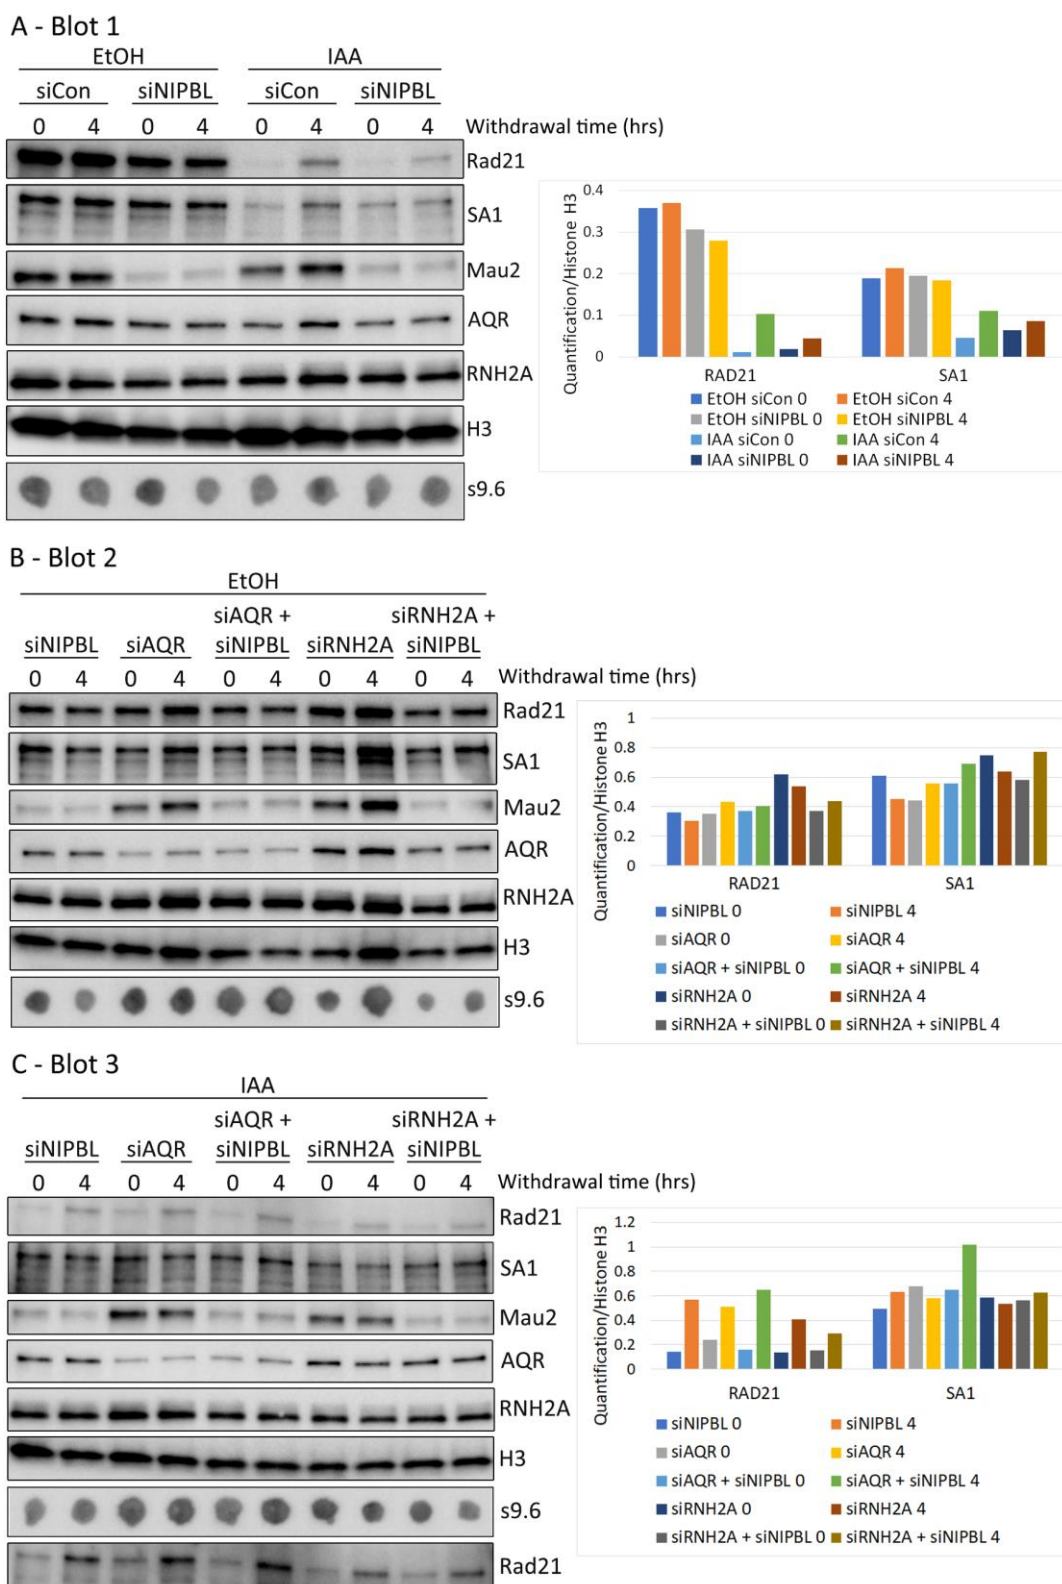 A - Blot 1
EtOH IAA
siCon siNIPBL siCon siNIPBL
0 4 0 4 0 4 0 4 Withdrawal time (hrs)
Rad21
SA1
Mau2
AQR
RNH2A
H3
s9.6
Quantification/Histone H3
0.4
0.3
0.2
0.1
0
RAD21 SA1
EtOH siCon 0 EtOH siCon 4
EtOH siNIPBL 0 EtOH siNIPBL 4
IAA siCon 0 IAA siCon 4
IAA siNIPBL 0 IAA siNIPBL 4
B - Blot 2
EtOH
siAQR + siRNH2A +
siNIPBL siAQR siNIPBL siRNH2A siNIPBL
0 4 0 4 0 4 0 4 0 4 Withdrawal time (hrs)
Rad21
SA1
Mau2
AQR
RNH2A
H3
s9.6
Quantification/Histone H3
1
0.8
0.6
0.4
0.2
0
RAD21 SA1
siNIPBL 0 siNIPBL 4
siAQR 0 siAQR 4
siAQR + siNIPBL 0 siAQR + siNIPBL 4
siRNH2A 0 siRNH2A 4
siRNH2A + siNIPBL 0 siRNH2A + siNIPBL 4
C - Blot 3
IAA
siAQR + siRNH2A +
siNIPBL siAQR siNIPBL siRNH2A siNIPBL
0 4 0 4 0 4 0 4 0 4 Withdrawal time (hrs)
Rad21
SA1
Mau2
AQR
RNH2A
H3
s9.6
Rad21
Quantification/Histone H3
1.2
1
0.8
0.6
0.4
0.2
0
RAD21 SA1
siNIPBL 0 siNIPBL 4
siAQR 0 siAQR 4
siAQR + siNIPBL 0 siAQR + siNIPBL 4
siRNH2A 0 siRNH2A 4
siRNH2A + siNIPBL 0 siRNH2A + siNIPBL 4